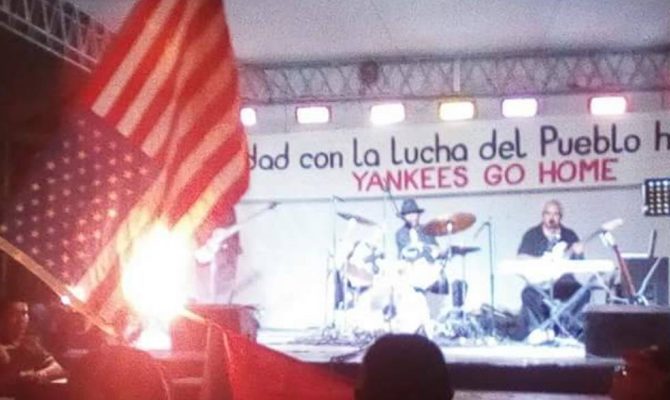 dad con la Lucha del Pueblo h
YANKEES GO HOME